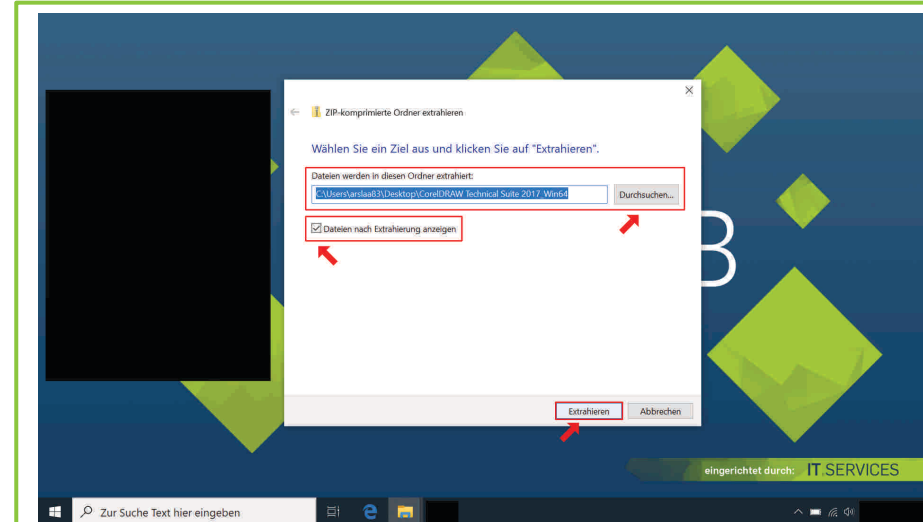 ZIP-komprimierte Ordner extrahieren
Wählen Sie ein Ziel aus und klicken Sie auf "Extrahieren".
Dateien werden in diesen Ordner extrahiert:
C:\Users\arslaa83\Desktop\CorelDRAW Technical Suite 2017_Win64
Durchsuchen...
Dateien nach Extrahierung anzeigen
B
Extrahieren
Abbrechen
eingerichtet durch: IT.SERVICES
Zur Suche Text hier eingeben